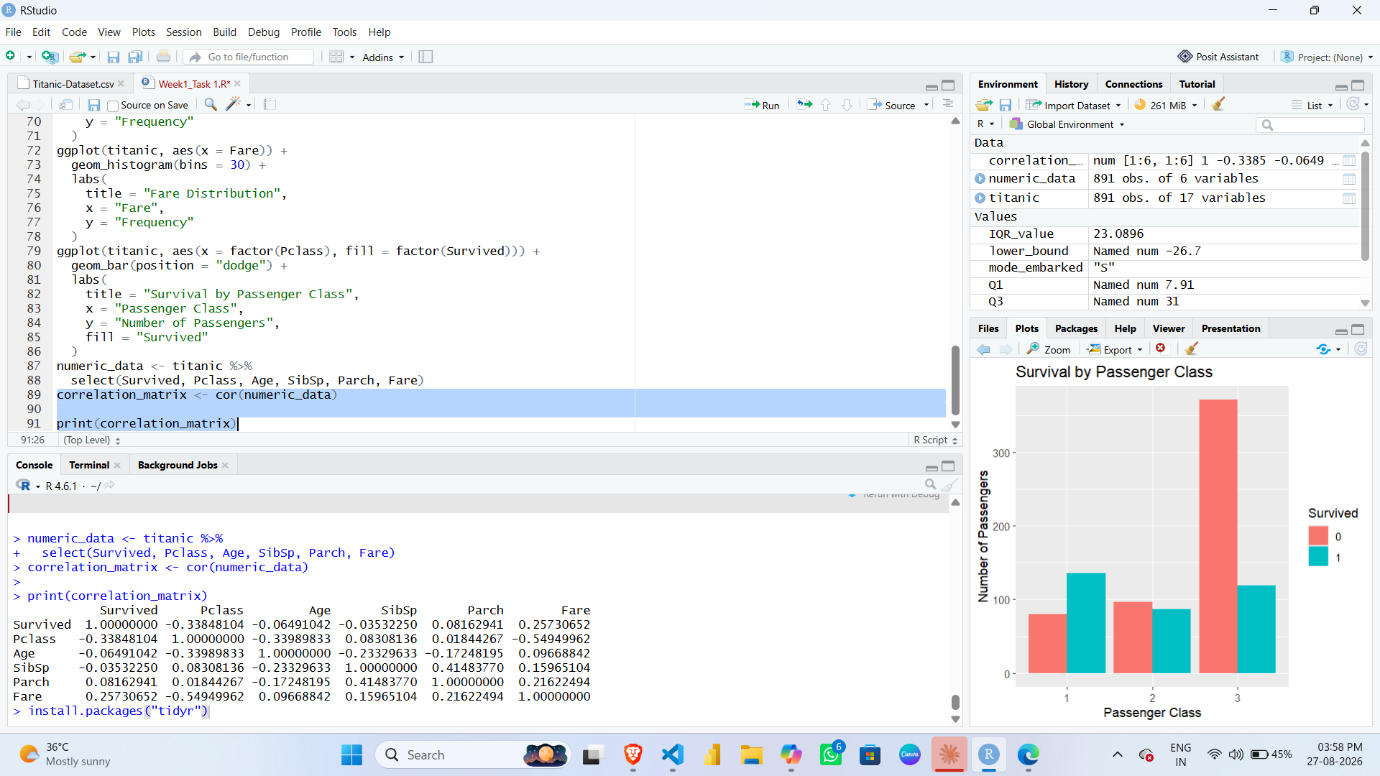 RStudio
File Edit Code View Plots Session Build Debug Profile Tools Help
Go to file/function Addins Posit Assistant Project: (None)
Titanic-Dataset.csv Week1_Task 1.R*
Source on Save Run Source
70 y = "Frequency"
71 )
72 ggplot(titanic, aes(x = Fare)) +
73 geom_histogram(bins = 30) +
74 labs(
75 title = "Fare Distribution",
76 x = "Fare",
77 y = "Frequency"
78 )
79 ggplot(titanic, aes(x = factor(Pclass), fill = factor(Survived))) +
80 geom_bar(position = "dodge") +
81 labs(
82 title = "Survival by Passenger Class",
83 x = "Passenger Class",
84 y = "Number of Passengers",
85 fill = "Survived"
86 )
87 numeric_data <- titanic %>%
88 select(Survived, Pclass, Age, SibSp, Parch, Fare)
89 correlation_matrix <- cor(numeric_data)
90
91 print(correlation_matrix)
91:26 (Top Level) R Script
Console Terminal Background Jobs
R 4.6.1 · ~/
Rerun with Debug
> numeric_data <- titanic %>%
+ select(Survived, Pclass, Age, SibSp, Parch, Fare)
> correlation_matrix <- cor(numeric_data)
>
> print(correlation_matrix)
Survived Pclass Age SibSp Parch Fare
Survived 1.00000000 -0.33848104 -0.06491042 -0.03532250 0.08162941 0.25730652
Pclass -0.33848104 1.00000000 -0.33989833 0.08308136 0.01844267 -0.54949962
Age -0.06491042 -0.33989833 1.00000000 -0.23329633 -0.17248195 0.09668842
SibSp -0.03532250 0.08308136 -0.23329633 1.00000000 0.41483770 0.15965104
Parch 0.08162941 0.01844267 -0.17248195 0.41483770 1.00000000 0.21622494
Fare 0.25730652 -0.54949962 0.09668842 0.15965104 0.21622494 1.00000000
> install.packages("tidyr")
Environment History Connections Tutorial
Import Dataset 261 MiB List
R Global Environment
Data
correlation_… num [1:6, 1:6] 1 -0.3385 -0.0649 …
numeric_data 891 obs. of 6 variables
titanic 891 obs. of 17 variables
Values
IQR_value 23.0896
lower_bound Named num -26.7
mode_embarked "S"
Q1 Named num 7.91
Q3 Named num 31
Files Plots Packages Help Viewer Presentation
Zoom Export
Survival by Passenger Class
Number of Passengers
300
200
100
0
1 2 3
Passenger Class
Survived
0
1
36°C
Mostly sunny
Search
6
ENG
IN
45%
03:58 PM
27-08-2026